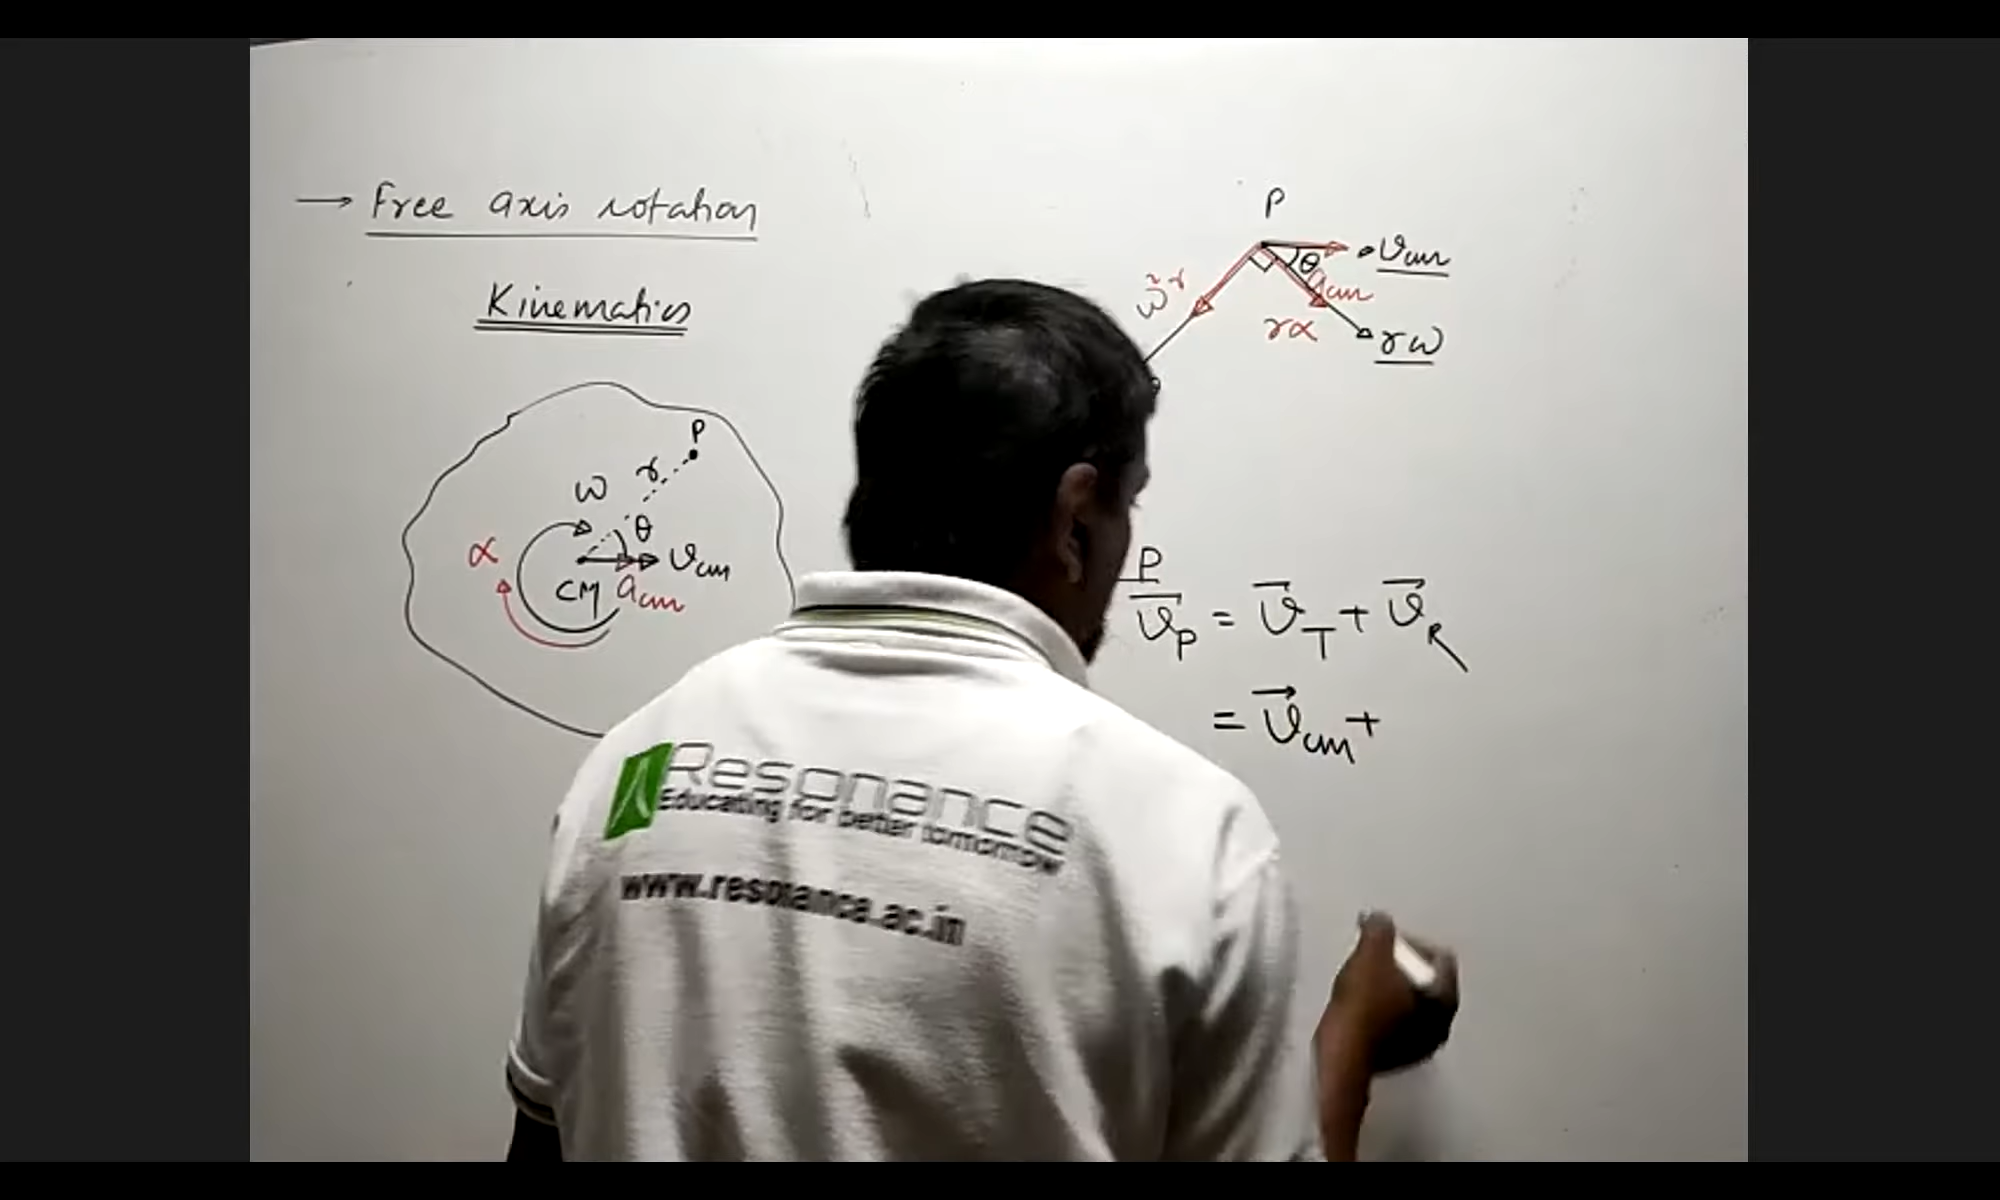 → Free axis rotation
Kinematics
P
r
ω
θ
α
CM
v⃗cm
acm
P
vcm
θ
acm
ω²r
rα
rω
P
v⃗P = v⃗T + v⃗R
= v⃗cm +
Resonance
Educating for better tomorrow
www.resonance.ac.in